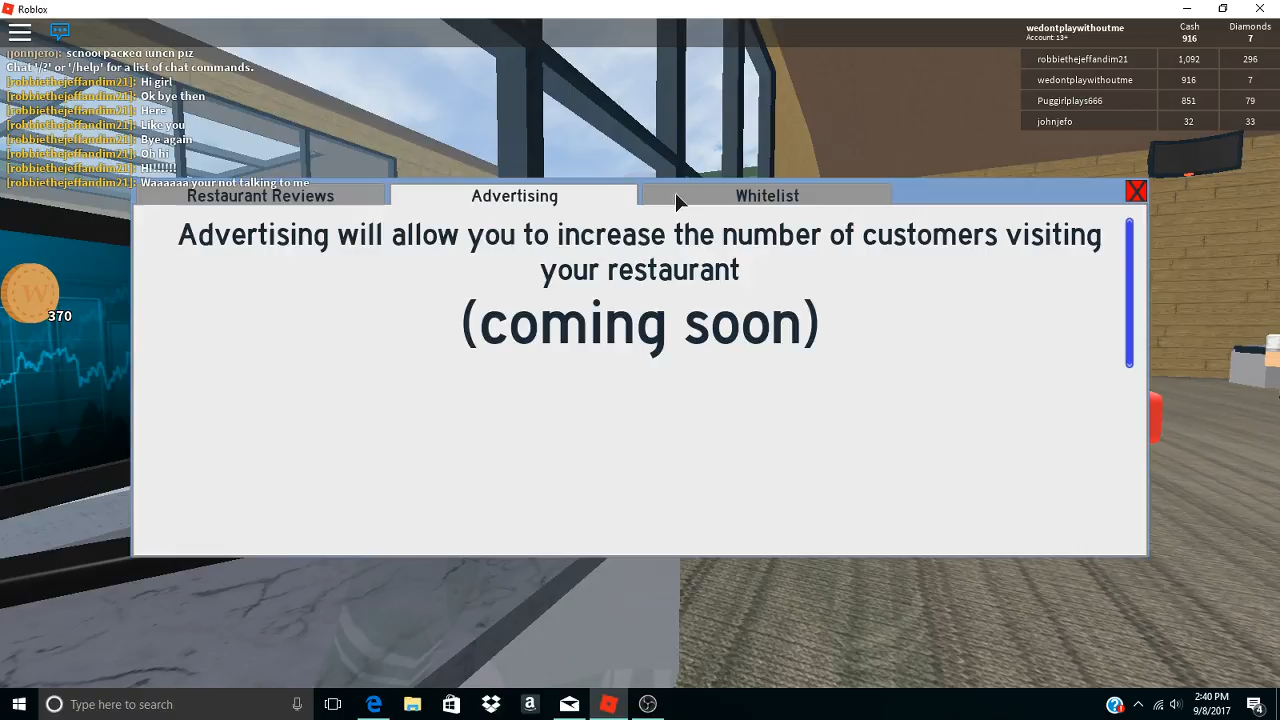 Roblox
wedontplaywithoutme
Account: 13+
Cash
916
Diamonds
7
robbiethejeffandim21 1,092 296
wedontplaywithoutme 916 7
Puggirlplays666 851 79
johnjefo 32 33
[johnjefo]: school packed lunch plz
Chat '/?' or '/help' for a list of chat commands.
[robbiethejeffandim21]: Hi girl
[robbiethejeffandim21]: Ok bye then
[robbiethejeffandim21]: Here
[robbiethejeffandim21]: Like you
[robbiethejeffandim21]: Bye again
[robbiethejeffandim21]: Oh hi
[robbiethejeffandim21]: HI!!!!!!
[robbiethejeffandim21]: Waaaaaa your not talking to me
Restaurant Reviews
Advertising
Whitelist
X
Advertising will allow you to increase the number of customers visiting
your restaurant
(coming soon)
W
370
Type here to search
a
2:40 PM
9/8/2017
4